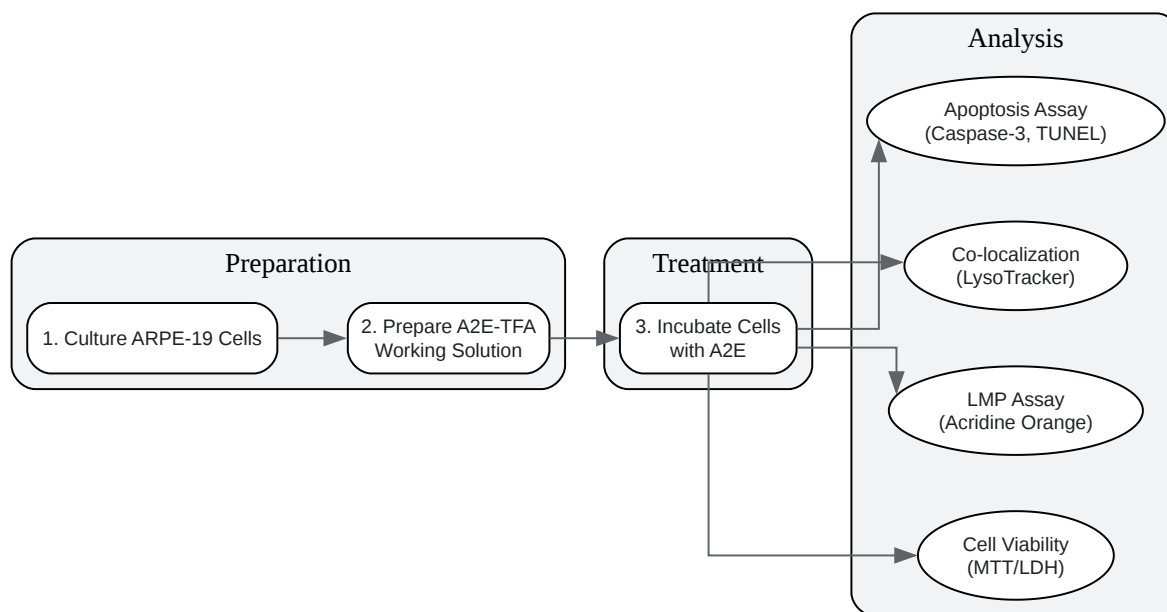 Preparation
1. Culture ARPE-19 Cells
2. Prepare A2E-TFA
Working Solution
Treatment
3. Incubate Cells
with A2E
Analysis
Apoptosis Assay
(Caspase-3, TUNEL)
Co-localization
(LysoTracker)
LMP Assay
(Acridine Orange)
Cell Viability
(MTT/LDH)